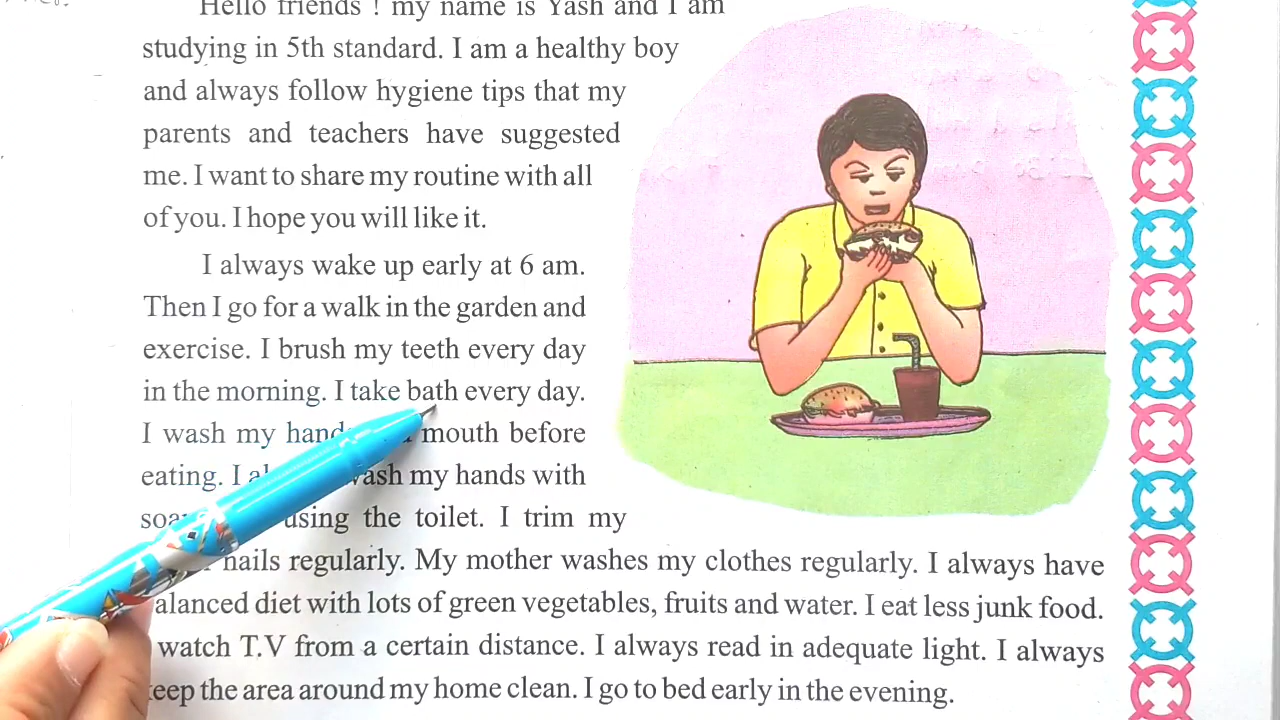 Hello friends ! my name is Yash and I am
studying in 5th standard. I am a healthy boy
and always follow hygiene tips that my
parents and teachers have suggested
me. I want to share my routine with all
of you. I hope you will like it.
I always wake up early at 6 am.
Then I go for a walk in the garden and
exercise. I brush my teeth every day
in the morning. I take bath every day.
I wash my mouth before
eating. I my hands with
using the toilet. I trim my
nails regularly. My mother washes my clothes regularly. I always have
diet with lots of green vegetables, fruits and water. I eat less junk food.
watch T.V from a certain distance. I always read in adequate light. I always
the area around my home clean. I go to bed early in the evening.